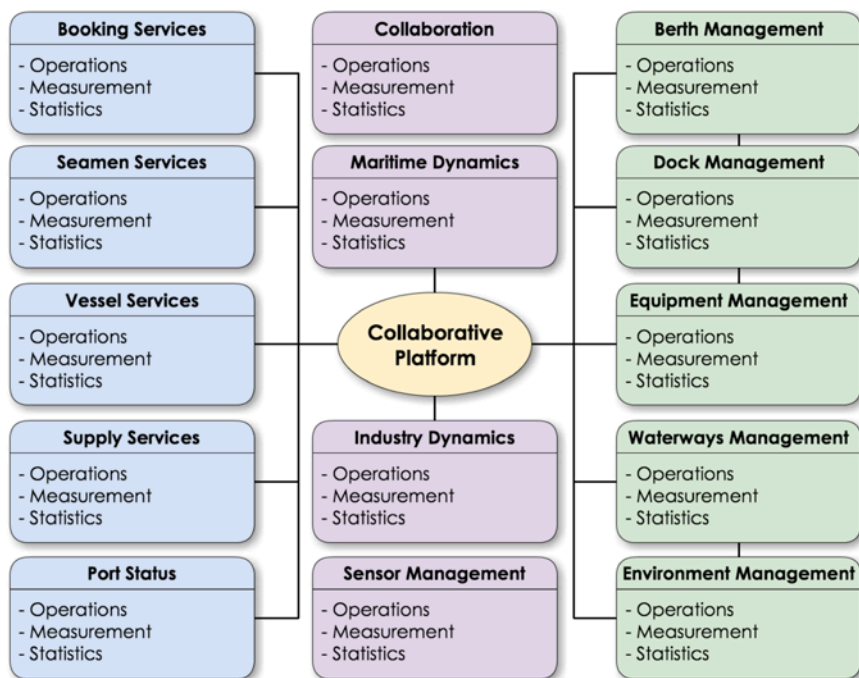 Booking Services
- Operations
- Measurement
- Statistics
Collaboration
- Operations
- Measurement
- Statistics
Berth Management
- Operations
- Measurement
- Statistics
Seamen Services
- Operations
- Measurement
- Statistics
Maritime Dynamics
- Operations
- Measurement
- Statistics
Dock Management
- Operations
- Measurement
- Statistics
Vessel Services
- Operations
- Measurement
- Statistics
Collaborative
Platform
Equipment Management
- Operations
- Measurement
- Statistics
Supply Services
- Operations
- Measurement
- Statistics
Industry Dynamics
- Operations
- Measurement
- Statistics
Waterways Management
- Operations
- Measurement
- Statistics
Port Status
- Operations
- Measurement
- Statistics
Sensor Management
- Operations
- Measurement
- Statistics
Environment Management
- Operations
- Measurement
- Statistics